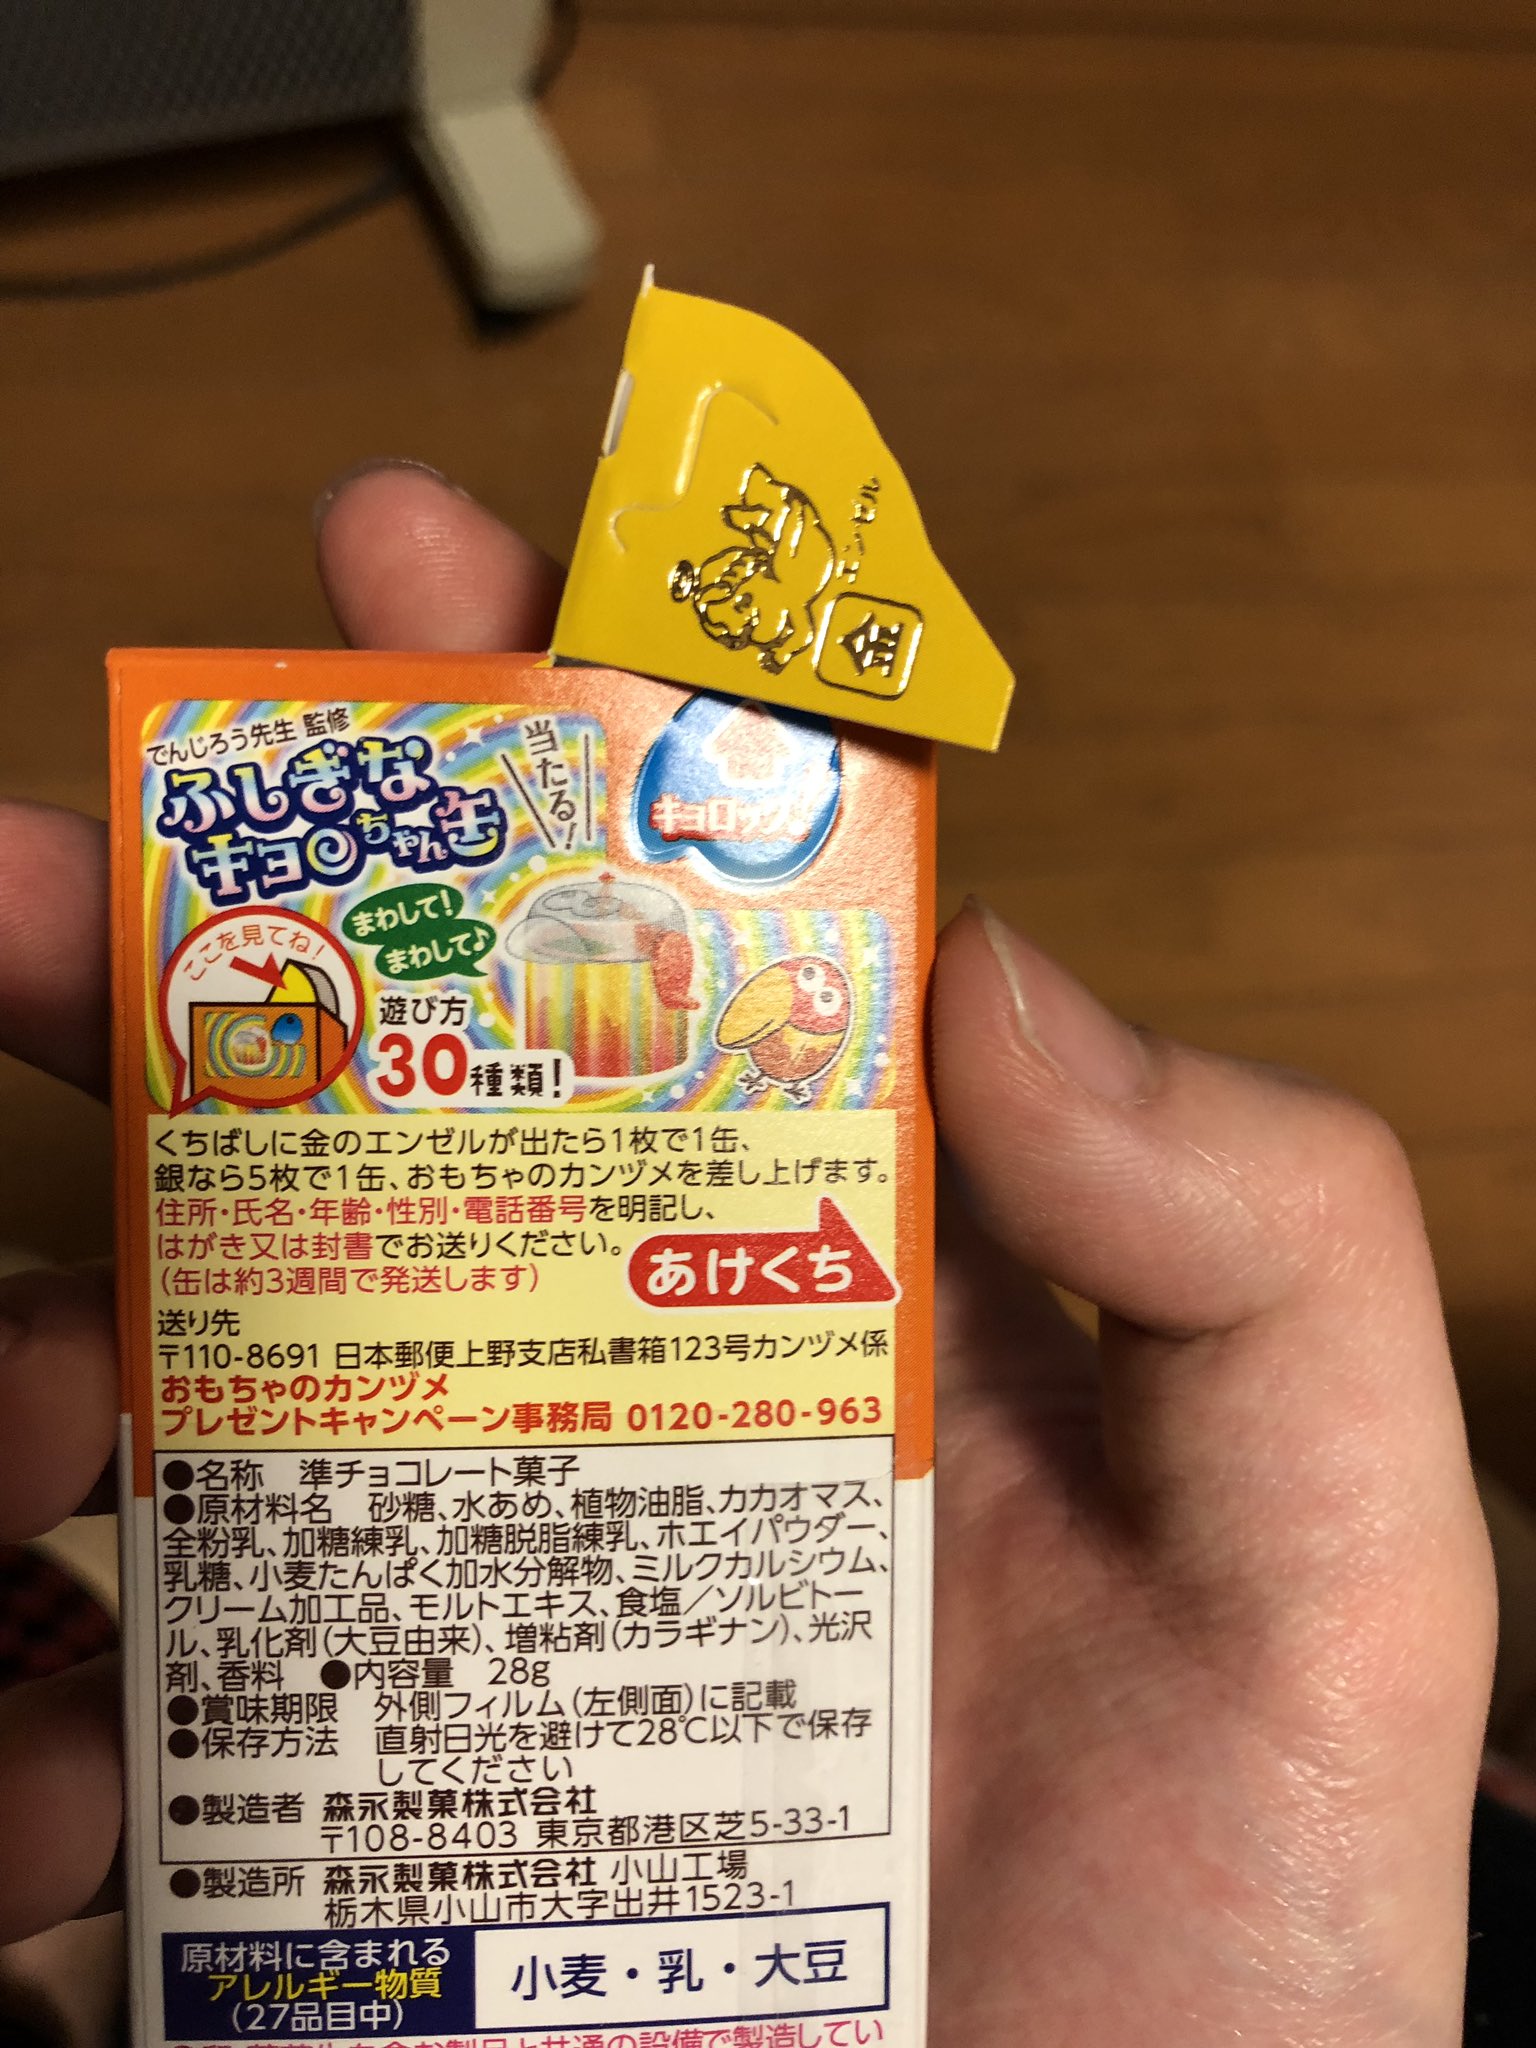 エンゼル
金
でんじろう先生 監修
ふしぎな
キョロちゃん缶
当たる!
キョロップ!
ここを見てね!
まわして!
まわして♪
遊び方
30種類!
くちばしに金のエンゼルが出たら1枚で1缶、
銀なら5枚で1缶、おもちゃのカンヅメを差し上げます。
住所・氏名・年齢・性別・電話番号を明記し、
はがき又は封書でお送りください。
(缶は約3週間で発送します)
あけくち
送り先
〒110-8691 日本郵便上野支店私書箱123号カンヅメ係
おもちゃのカンヅメ
プレゼントキャンペーン事務局 0120-280-963
●名称 準チョコレート菓子
●原材料名 砂糖、水あめ、植物油脂、カカオマス、
全粉乳、加糖練乳、加糖脱脂練乳、ホエイパウダー、
乳糖、小麦たんぱく加水分解物、ミルクカルシウム、
クリーム加工品、モルトエキス、食塩/ソルビトー
ル、乳化剤(大豆由来)、増粘剤(カラギナン)、光沢
剤、香料 ●内容量 28g
●賞味期限 外側フィルム(左側面)に記載
●保存方法 直射日光を避けて28℃以下で保存
してください
●製造者 森永製菓株式会社
〒108-8403 東京都港区芝5-33-1
●製造所 森永製菓株式会社 小山工場
栃木県小山市大字出井1523-1
原材料に含まれる
アレルギー物質
(27品目中)
小麦・乳・大豆
共通の設備で製造してい